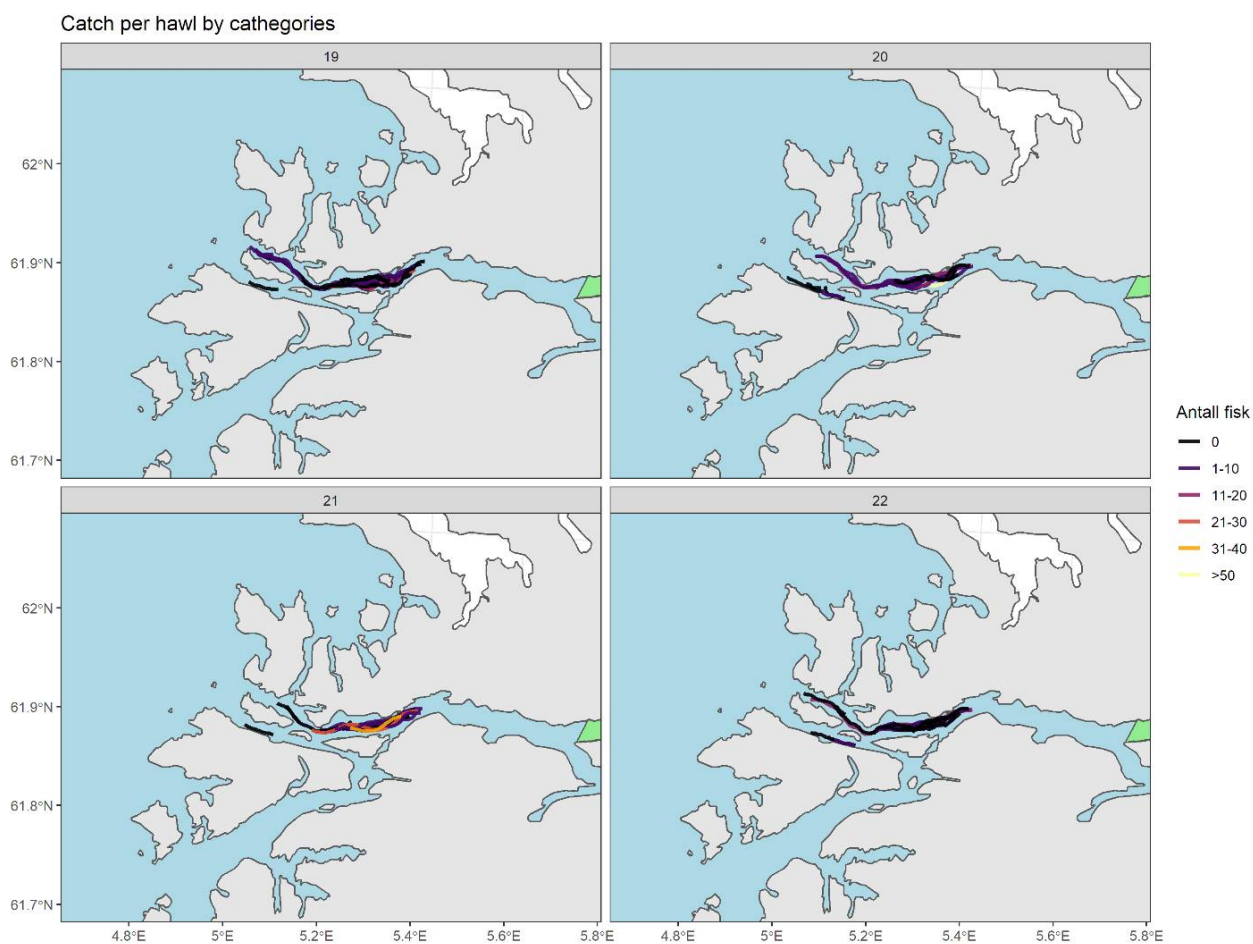 Catch per hawl by cathegories
19
20
62°N
61.9°N
61.8°N
61.7°N
21
22
62°N
61.9°N
61.8°N
61.7°N
4.8°E 5°E 5.2°E 5.4°E 5.6°E 5.8°E
4.8°E 5°E 5.2°E 5.4°E 5.6°E 5.8°E
Antall fisk
0
1-10
11-20
21-30
31-40
>50